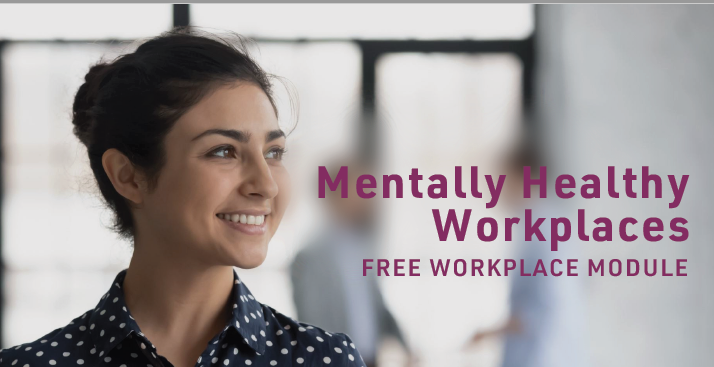 Mentally Healthy
Workplaces
FREE WORKPLACE MODULE